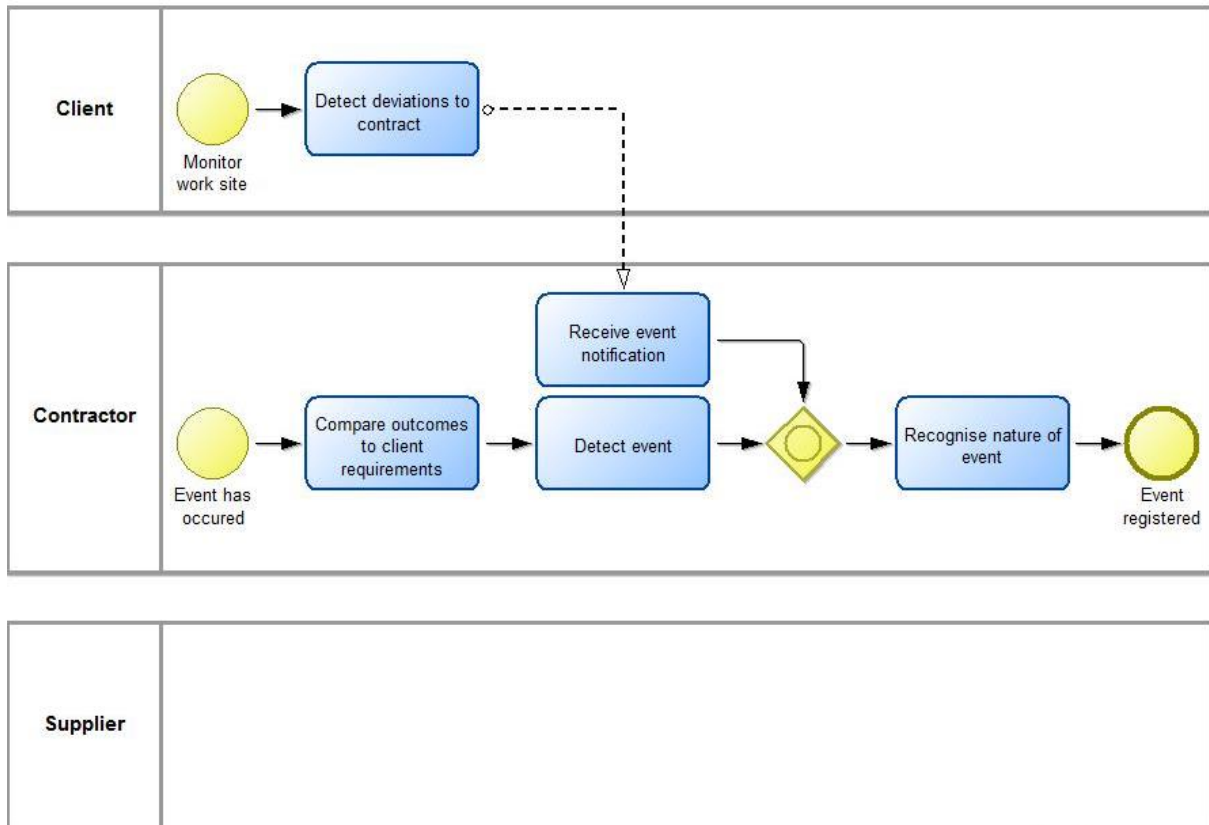 Client
Monitor
work site
Detect deviations to
contract
Contractor
Event has
occured
Compare outcomes
to client
requirements
Receive event
notification
Detect event
Recognise nature of
event
Event
registered
Supplier